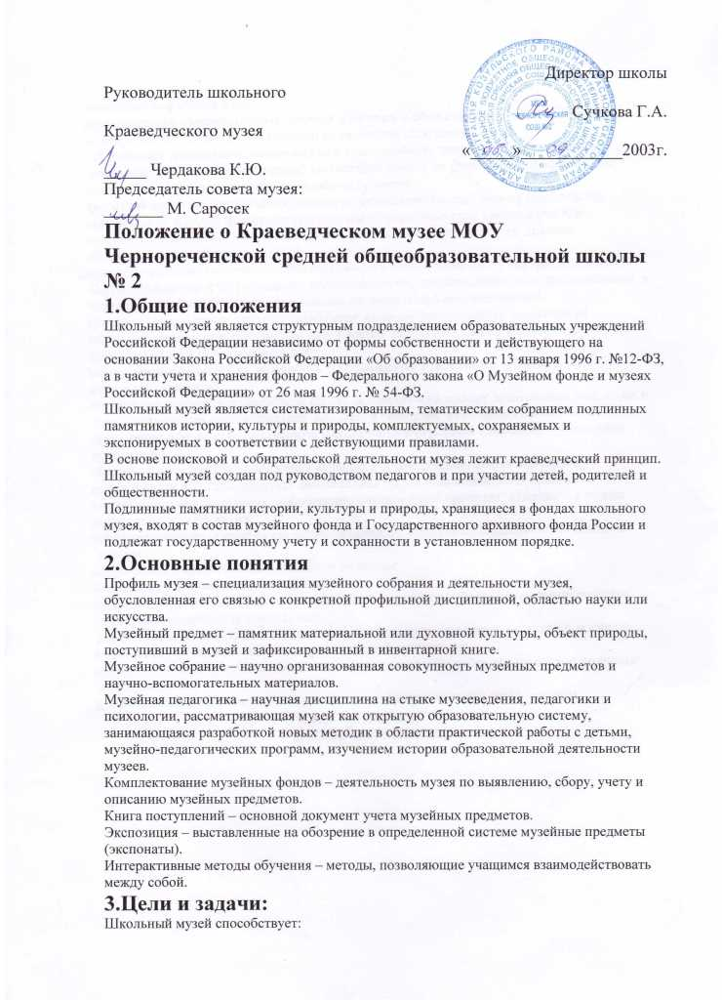 Директор школы
Руководитель школьного
Сучкова Г.А.
Краеведческого музея
« 06 » 09 2003г.
Чердакова К.Ю.
Председатель совета музея:
М. Саросек
Положение о Краеведческом музее МОУ
Чернореченской средней общеобразовательной школы
№ 2
1.Общие положения
Школьный музей является структурным подразделением образовательных учреждений
Российской Федерации независимо от формы собственности и действующего на
основании Закона Российской Федерации «Об образовании» от 13 января 1996 г. №12-ФЗ,
а в части учета и хранения фондов – Федерального закона «О Музейном фонде и музеях
Российской Федерации» от 26 мая 1996 г. № 54-ФЗ.
Школьный музей является систематизированным, тематическим собранием подлинных
памятников истории, культуры и природы, комплектуемых, сохраняемых и
экспонируемых в соответствии с действующими правилами.
В основе поисковой и собирательской деятельности музея лежит краеведческий принцип.
Школьный музей создан под руководством педагогов и при участии детей, родителей и
общественности.
Подлинные памятники истории, культуры и природы, хранящиеся в фондах школьного
музея, входят в состав музейного фонда и Государственного архивного фонда России и
подлежат государственному учету и сохранности в установленном порядке.
2.Основные понятия
Профиль музея – специализация музейного собрания и деятельности музея,
обусловленная его связью с конкретной профильной дисциплиной, областью науки или
искусства.
Музейный предмет – памятник материальной или духовной культуры, объект природы,
поступивший в музей и зафиксированный в инвентарной книге.
Музейное собрание – научно организованная совокупность музейных предметов и
научно-вспомогательных материалов.
Музейная педагогика – научная дисциплина на стыке музееведения, педагогики и
психологии, рассматривающая музей как открытую образовательную систему,
занимающаяся разработкой новых методик в области практической работы с детьми,
музейно-педагогических программ, изучением истории образовательной деятельности
музеев.
Комплектование музейных фондов – деятельность музея по выявлению, сбору, учету и
описанию музейных предметов.
Книга поступлений – основной документ учета музейных предметов.
Экспозиция – выставленные на обозрение в определенной системе музейные предметы
(экспонаты).
Интерактивные методы обучения – методы, позволяющие учащимся взаимодействовать
между собой.
3.Цели и задачи:
Школьный музей способствует: